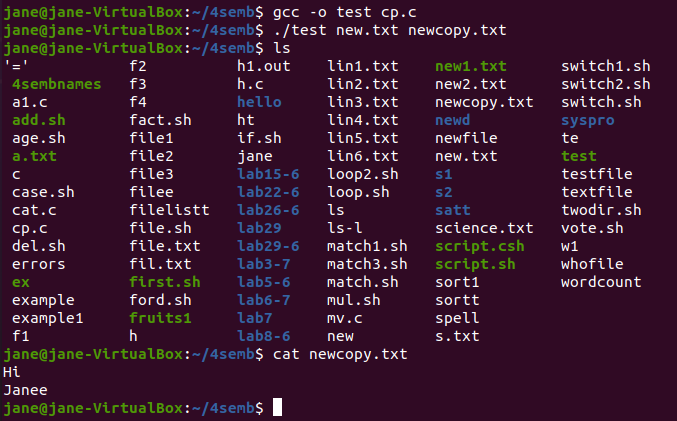 jane@jane-VirtualBox:~/4semb$ gcc -o test cp.c
jane@jane-VirtualBox:~/4semb$ ./test new.txt newcopy.txt
jane@jane-VirtualBox:~/4semb$ ls
'=' f2 h1.out lin1.txt new1.txt switch1.sh
4sembnames f3 h.c lin2.txt new2.txt switch2.sh
a1.c f4 hello lin3.txt newcopy.txt switch.sh
add.sh fact.sh ht lin4.txt newd syspro
age.sh file1 if.sh lin5.txt newfile te
a.txt file2 jane lin6.txt new.txt test
c file3 lab15-6 loop2.sh s1 testfile
case.sh filee lab22-6 loop.sh s2 textfile
cat.c filelistt lab26-6 ls satt twodir.sh
cp.c file.sh lab29 ls-l science.txt vote.sh
del.sh file.txt lab29-6 match1.sh script.csh w1
errors fil.txt lab3-7 match3.sh script.sh whofile
ex first.sh lab5-6 match.sh sort1 wordcount
example ford.sh lab6-7 mul.sh sortt
example1 fruits1 lab7 mv.c spell
f1 h lab8-6 new s.txt
jane@jane-VirtualBox:~/4semb$ cat newcopy.txt
Hi
Janee
jane@jane-VirtualBox:~/4semb$